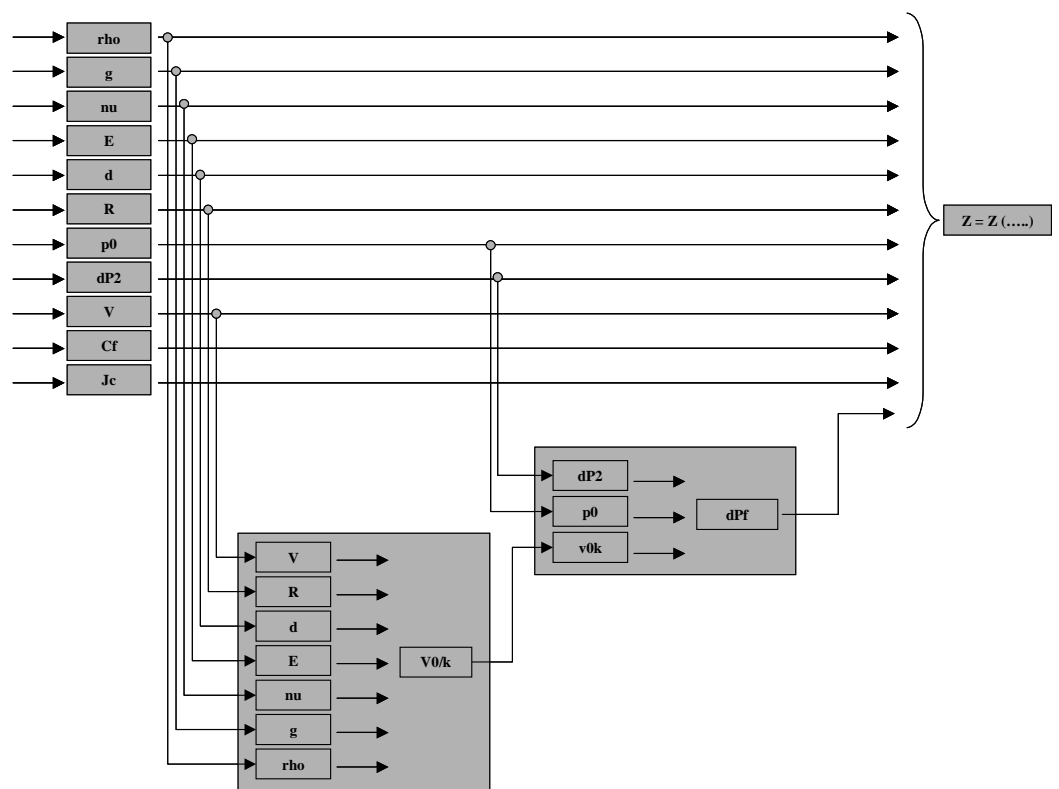 rho
g
nu
E
d
R
p0
dP2
V
Cf
Jc
Z = Z (…..)
dP2
p0
v0k
dPf
V
R
d
E
nu
g
rho
V0/k